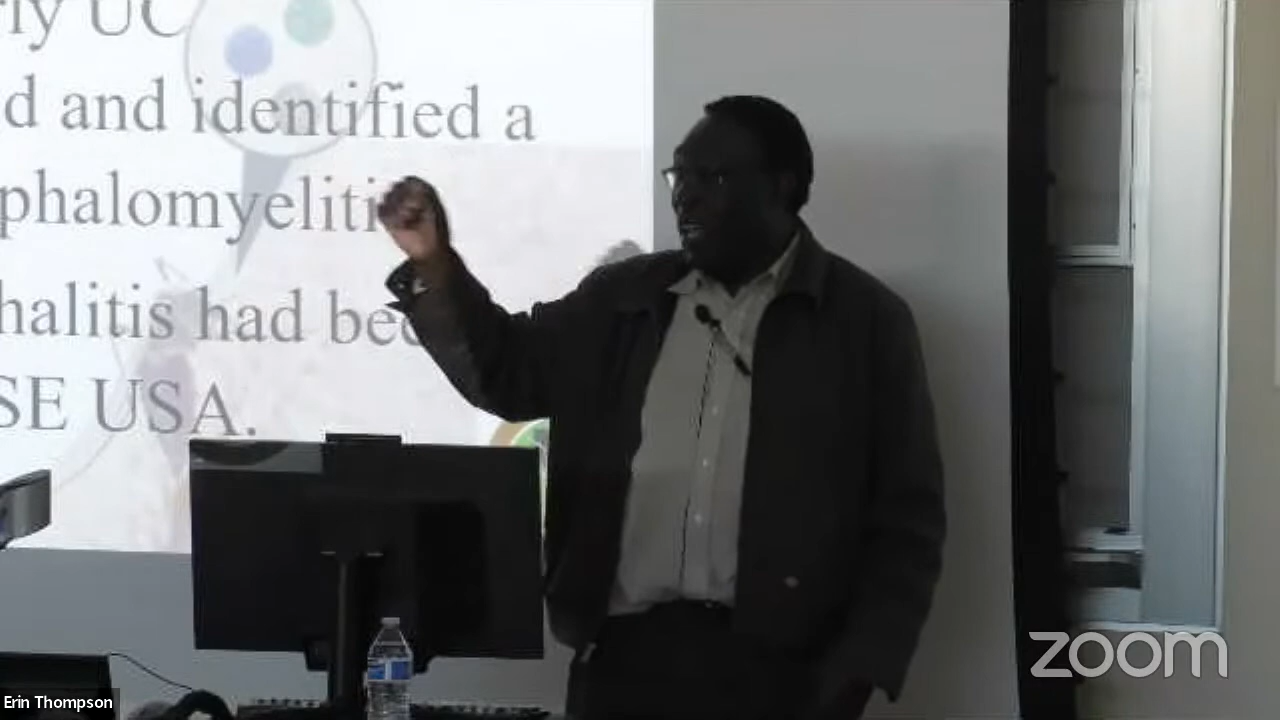 rly UC
d and identified a
phalomyeliti
halitis had bee
SE USA.
zoom
Erin Thompson